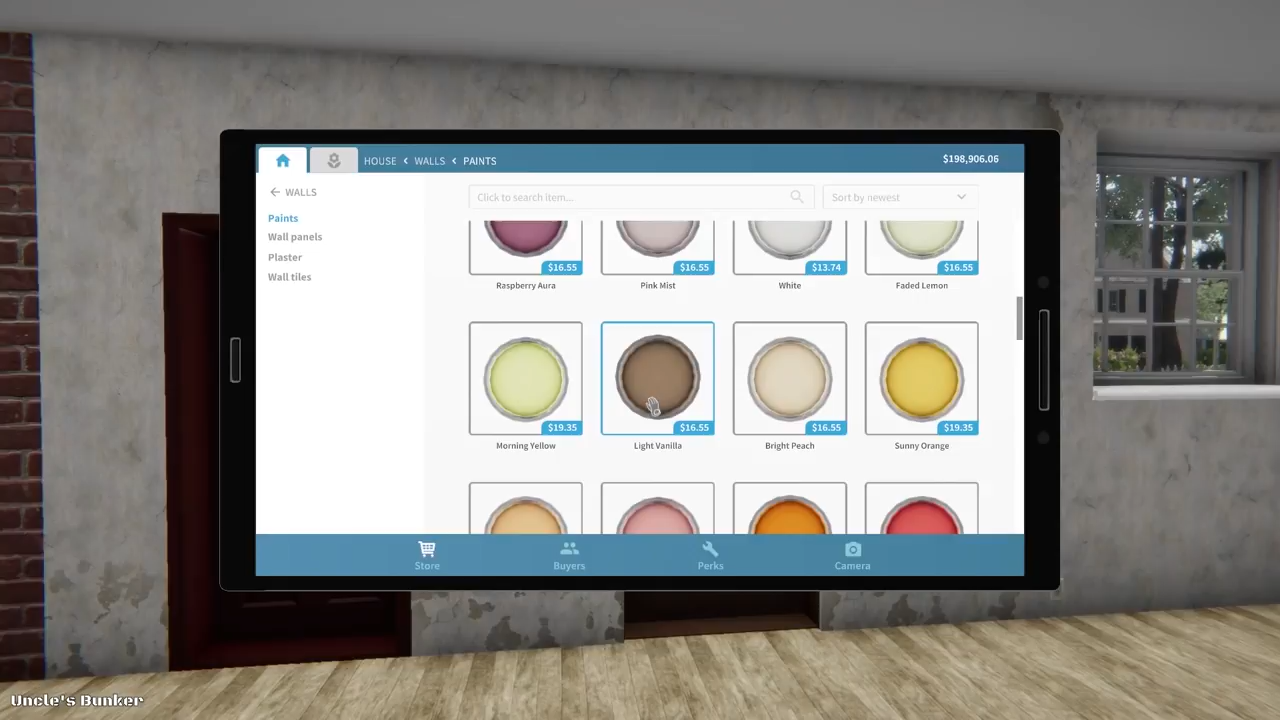 HOUSE < WALLS < PAINTS
$198,906.06
WALLS
Click to search item...
Sort by newest
Paints
Wall panels
Plaster
Wall tiles
$16.55
$16.55
$13.74
$16.55
Raspberry Aura
Pink Mist
White
Faded Lemon
$19.35
$16.55
$16.55
$19.35
Morning Yellow
Light Vanilla
Bright Peach
Sunny Orange
Store
Buyers
Perks
Camera
Uncle's Bunker